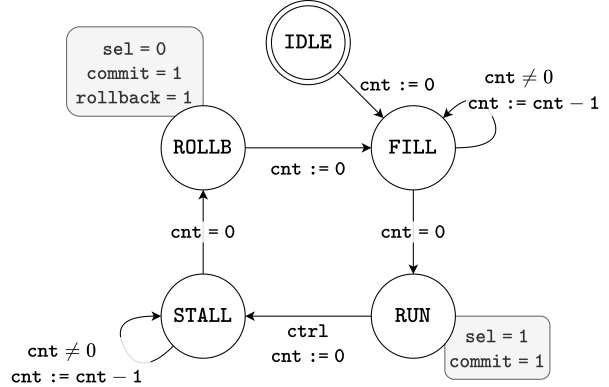 IDLE
sel = 0
commit = 1
rollback = 1
cnt := 0
cnt ≠ 0
cnt := cnt − 1
ROLLB
FILL
cnt := 0
cnt = 0
cnt = 0
STALL
RUN
ctrl
cnt := 0
sel = 1
commit = 1
cnt ≠ 0
cnt := cnt − 1